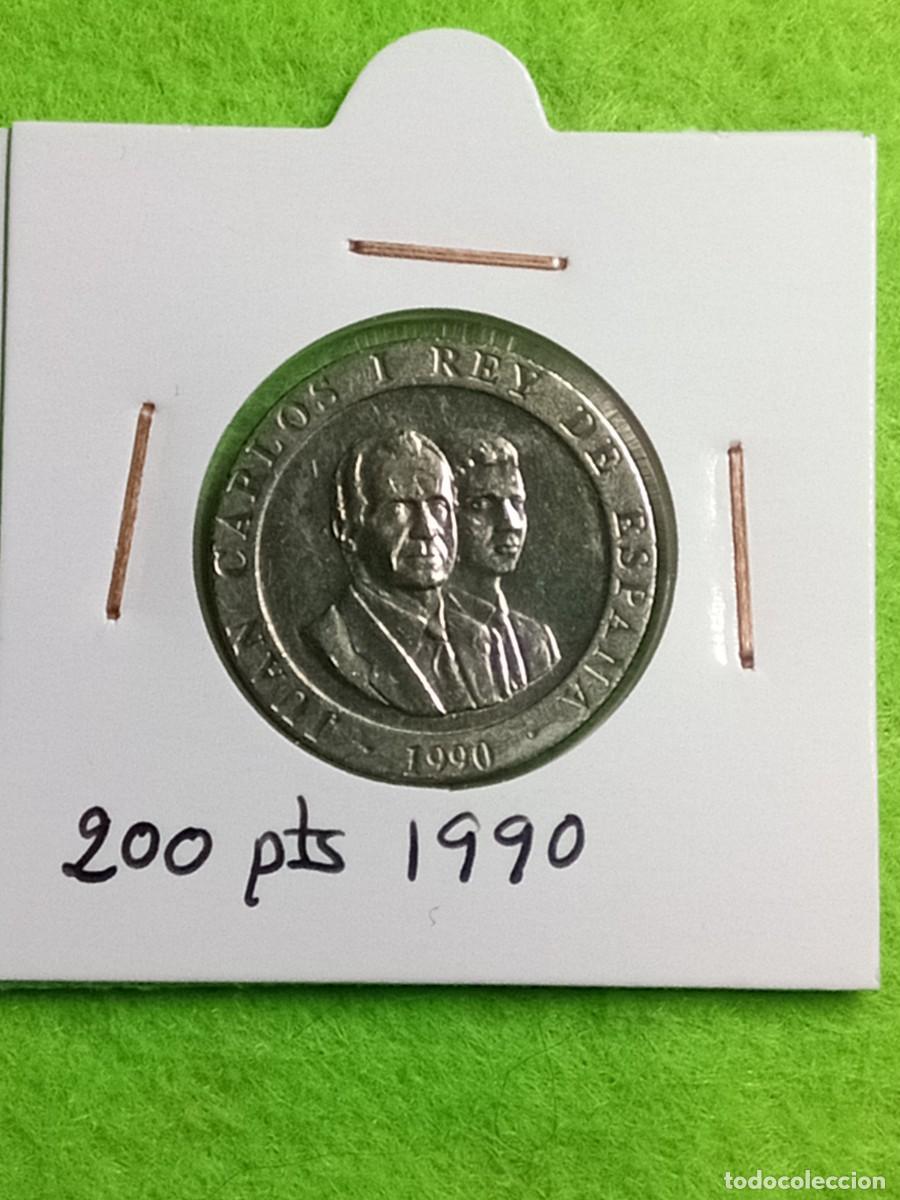 JUAN CARLOS I REY DE ESPAÑA ·
1990
200 pts 1990
todocoleccion